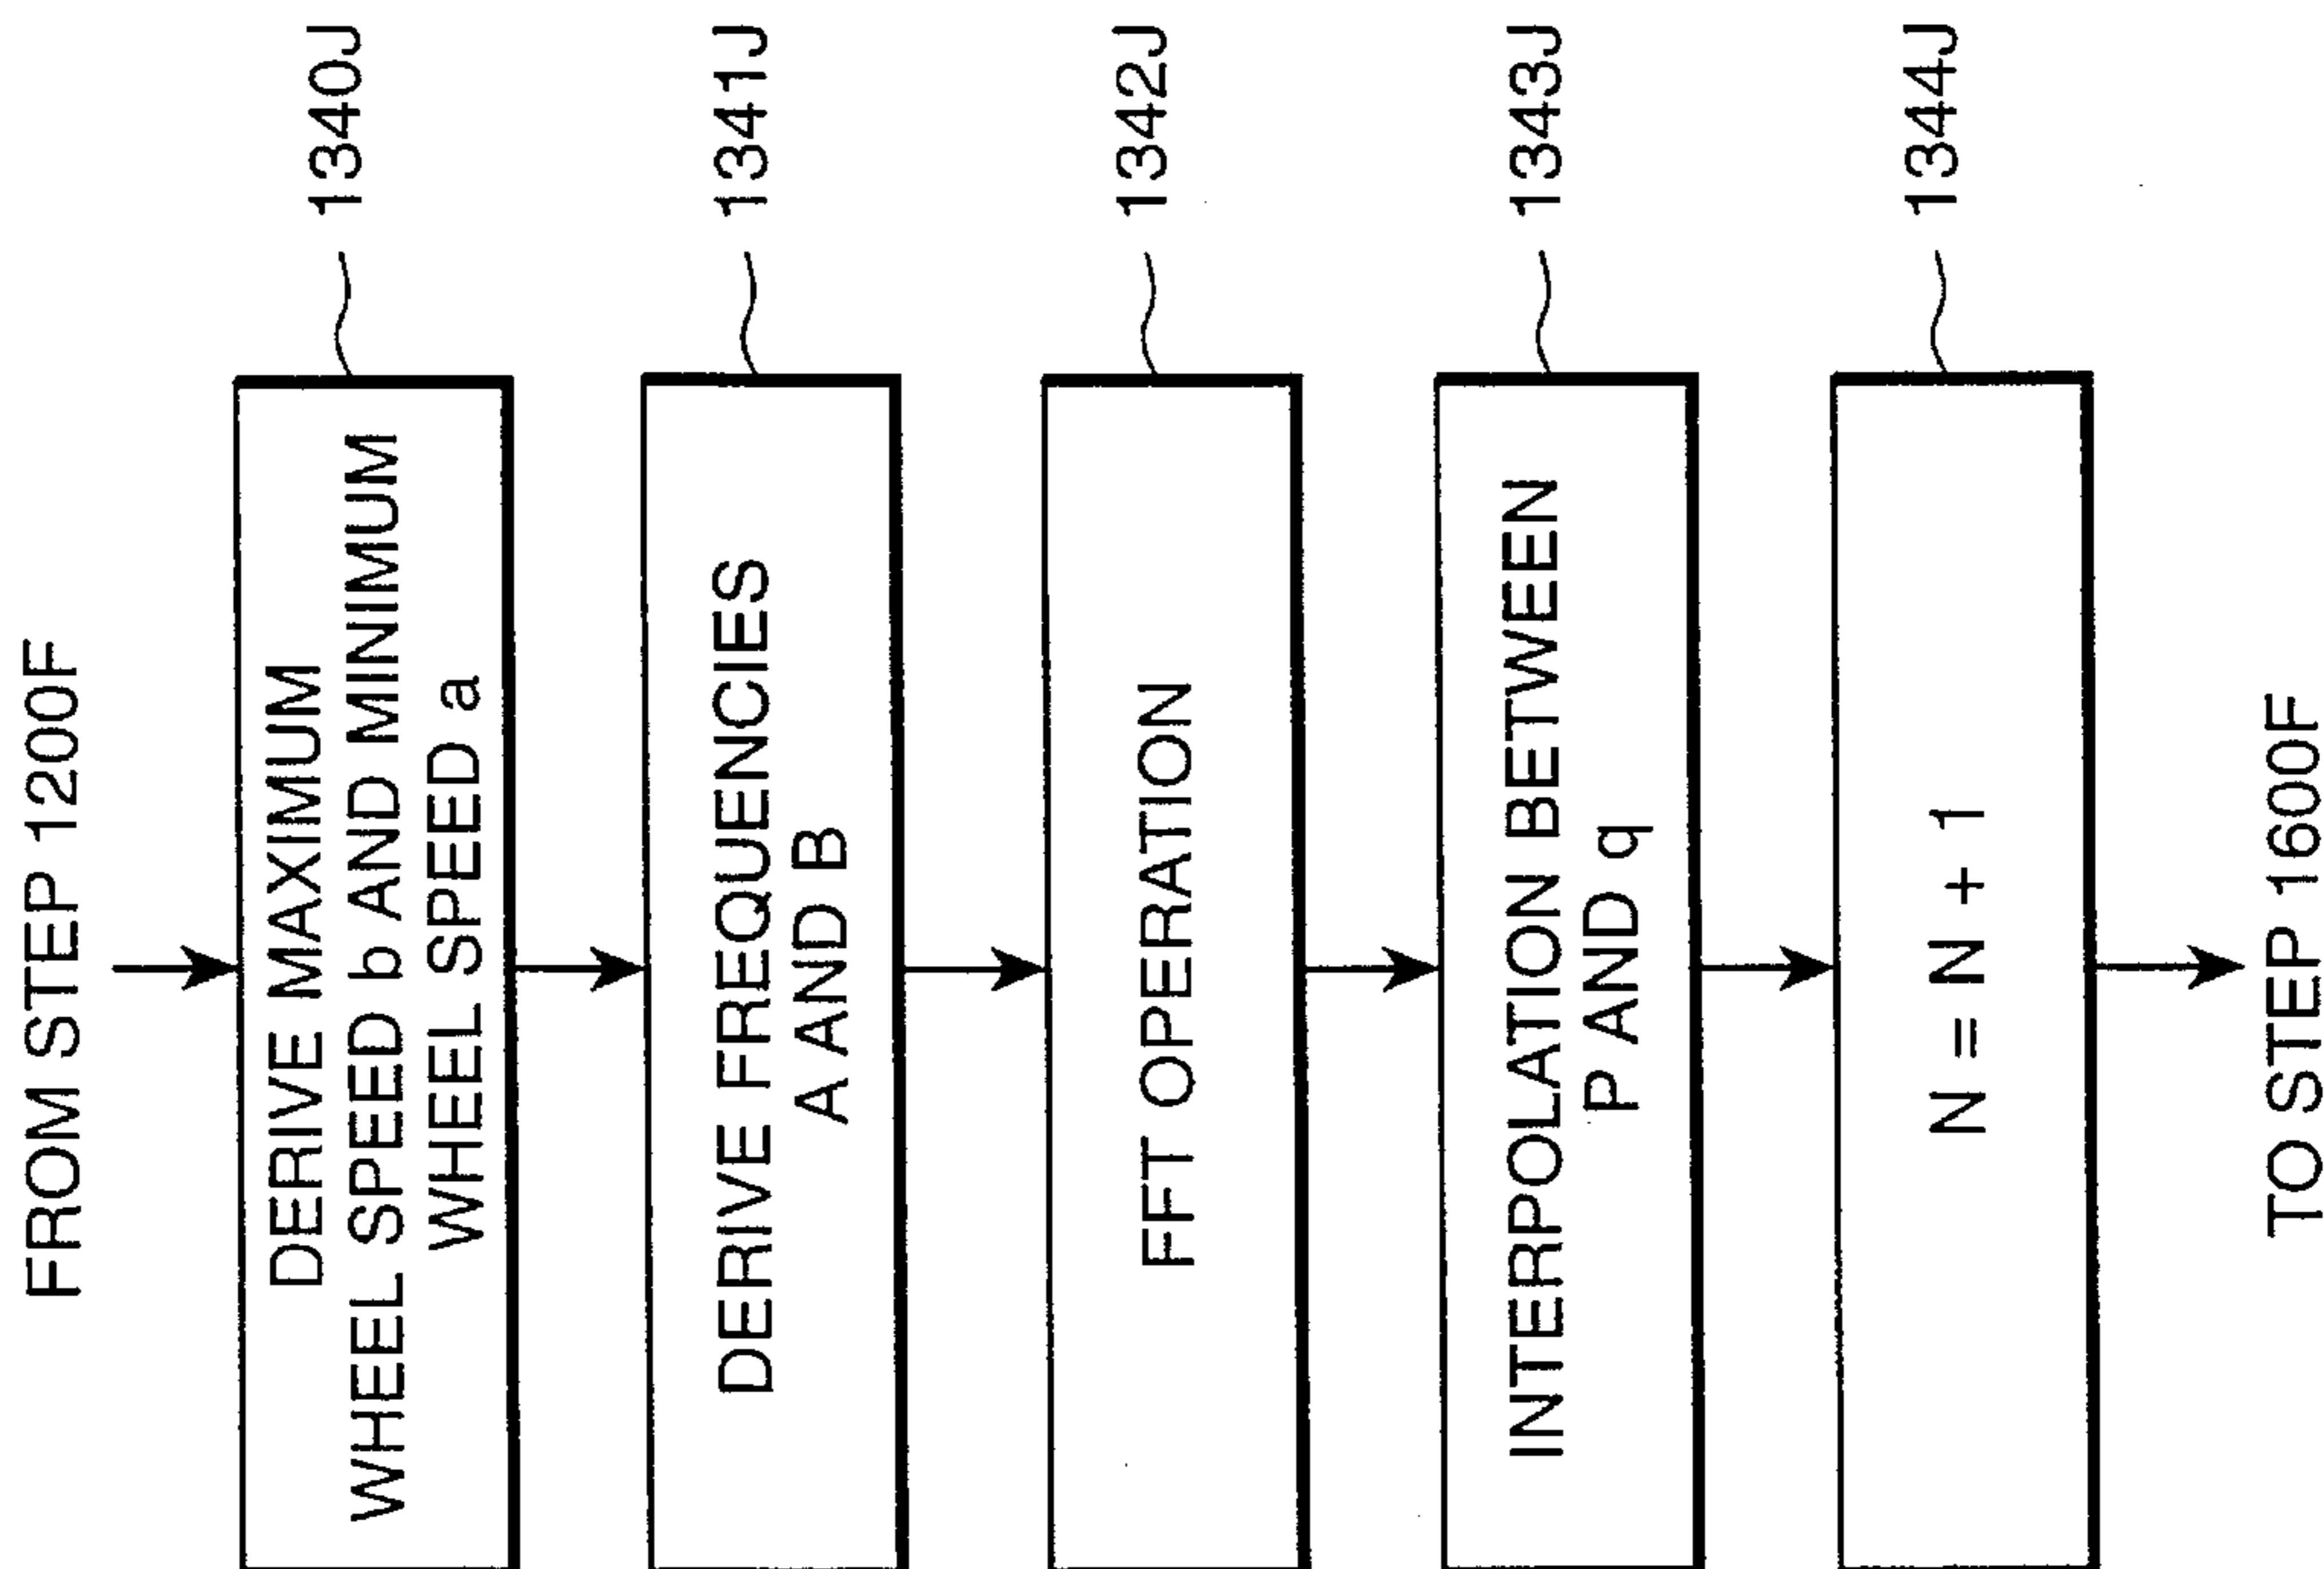 FROM STEP 1200F
DERIVE MAXIMUM
WHEEL SPEED b AND MINIMUM
WHEEL SPEED a
1340J
DERIVE FREQUENCIES
A AND B
1341J
FFT OPERATION
1342J
INTERPOLATION BETWEEN
P AND q
1343J
N = N + 1
1344J
TO STEP 1600F